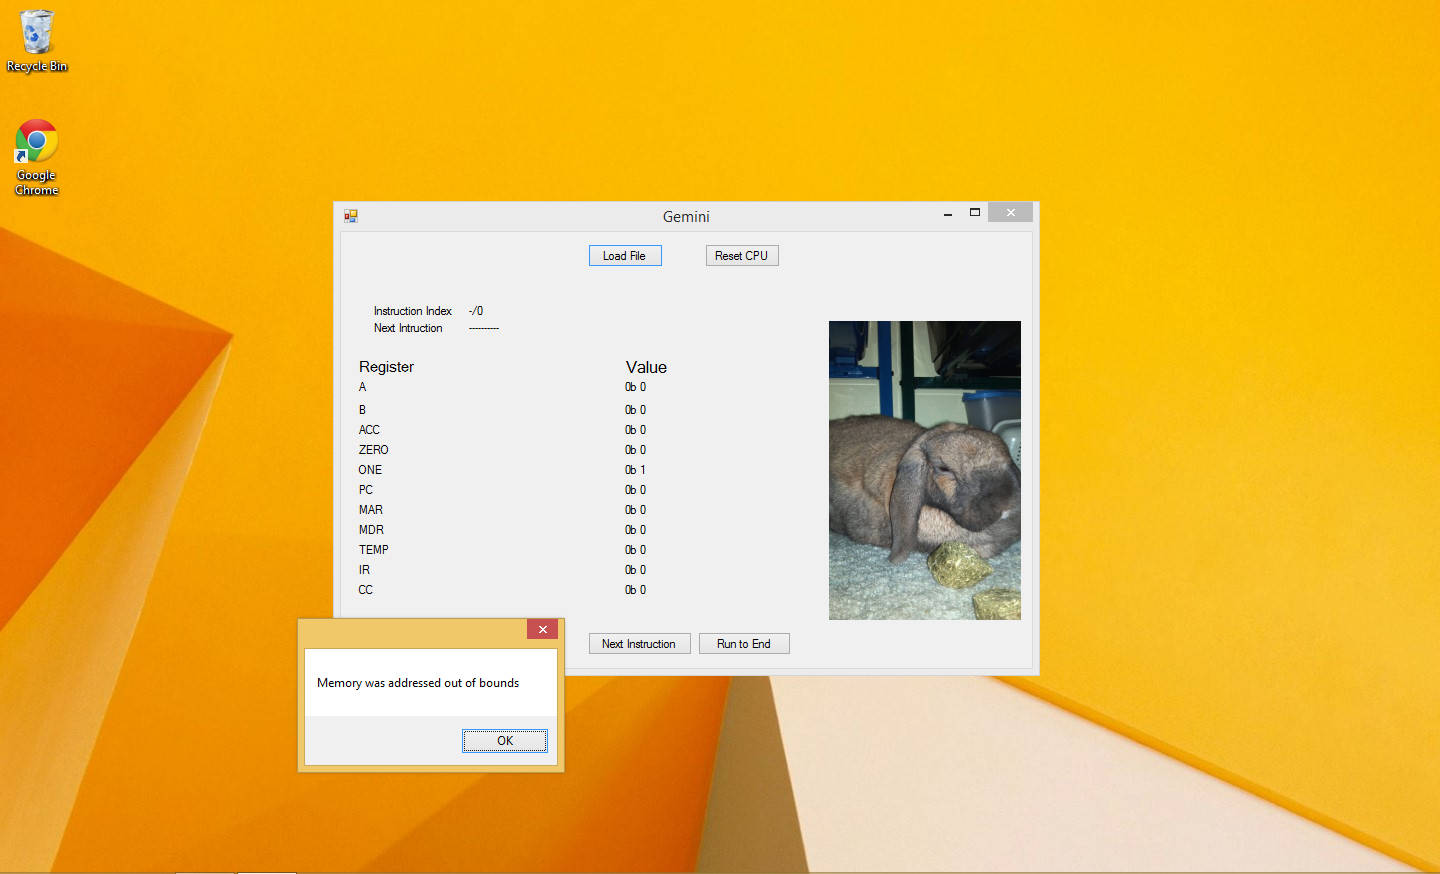 Recycle Bin
Google
Chrome
Gemini
Load File
Reset CPU
Instruction Index -/0
Next Intruction ----------
Register Value
A 0b 0
B 0b 0
ACC 0b 0
ZERO 0b 0
ONE 0b 1
PC 0b 0
MAR 0b 0
MDR 0b 0
TEMP 0b 0
IR 0b 0
CC 0b 0
Next Instruction
Run to End
Memory was addressed out of bounds
OK